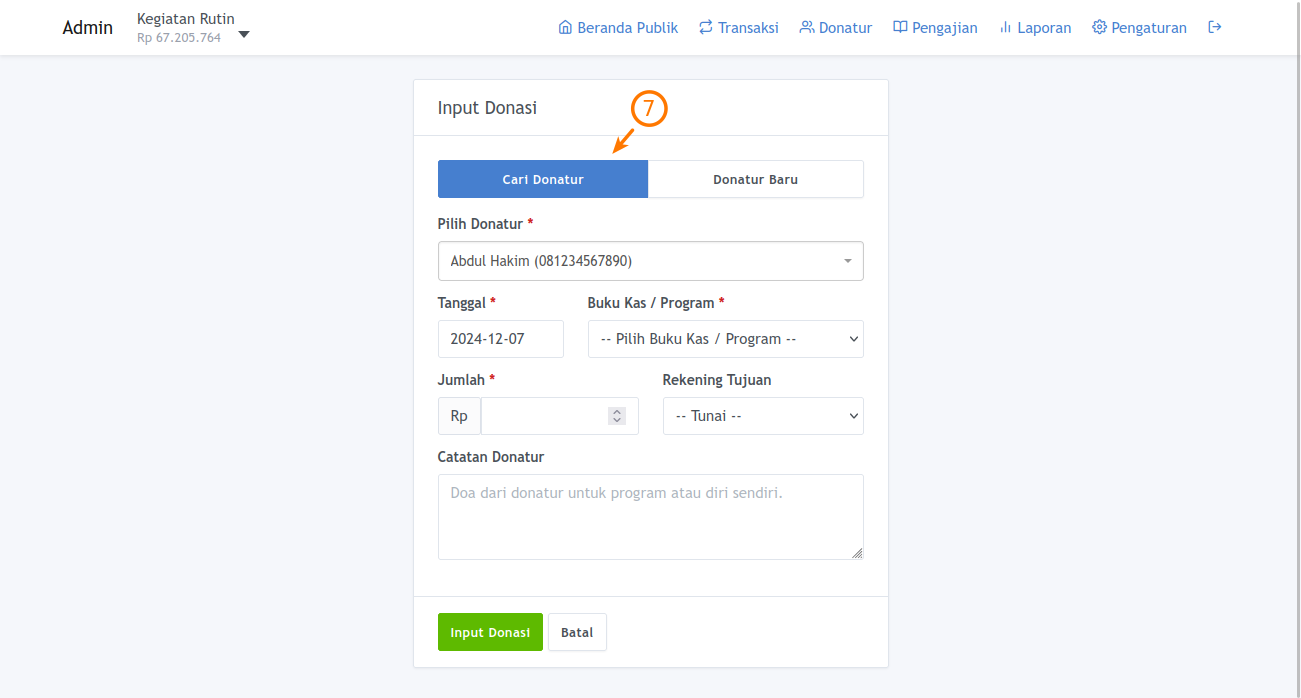 Admin
Kegiatan Rutin
Rp 67.205.764
Beranda Publik
Transaksi
Donatur
Pengajian
Laporan
Pengaturan
Input Donasi
7
Cari Donatur
Donatur Baru
Pilih Donatur *
Abdul Hakim (081234567890)
Tanggal *
Buku Kas / Program *
2024-12-07
-- Pilih Buku Kas / Program --
Jumlah *
Rekening Tujuan
Rp
-- Tunai --
Catatan Donatur
Doa dari donatur untuk program atau diri sendiri.
Input Donasi
Batal